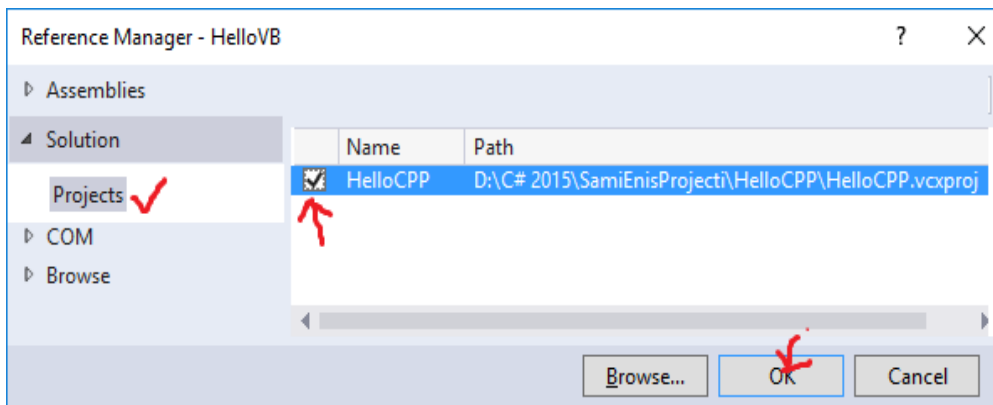 Reference Manager - HelloVB ?
Assemblies
Solution
Projects
COM
Browse
Name Path
HelloCPP D:\C# 2015\SamiEnisProjecti\HelloCPP\HelloCPP.vcxproj
Browse... OK Cancel